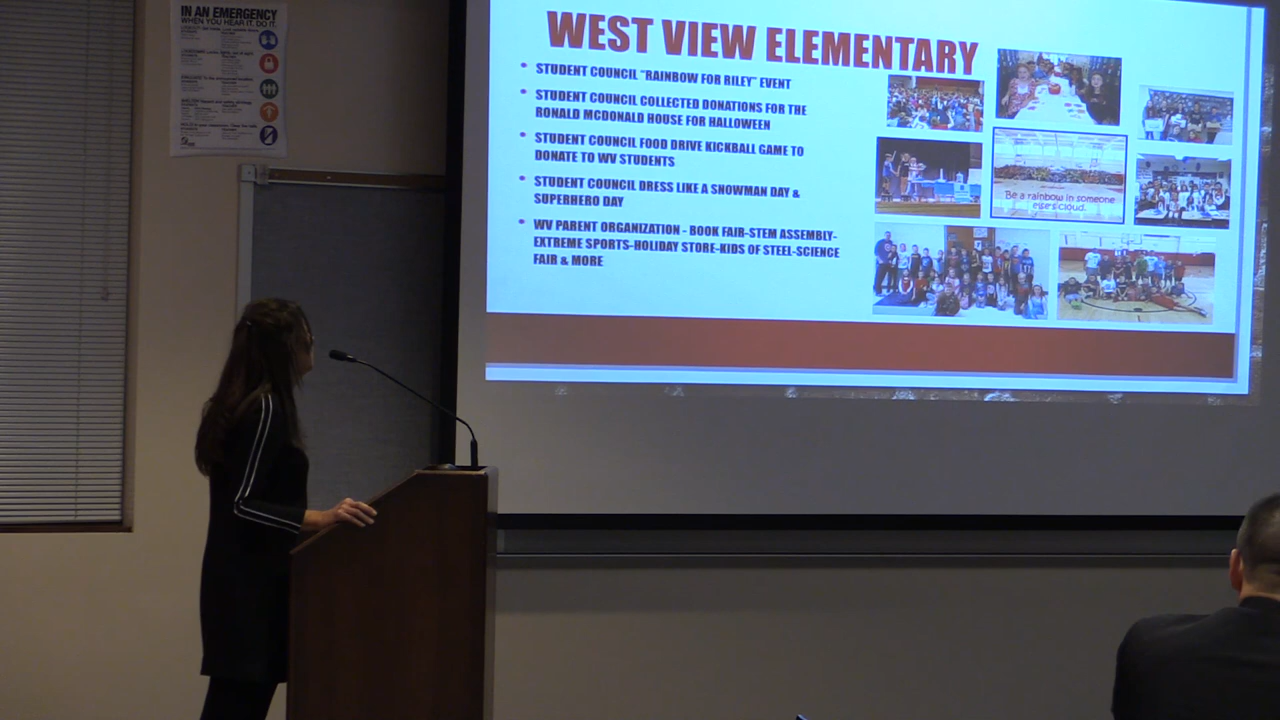 IN AN EMERGENCY
WHEN YOU HEAR IT. DO IT.
WEST VIEW ELEMENTARY
• STUDENT COUNCIL "RAINBOW FOR RILEY" EVENT
• STUDENT COUNCIL COLLECTED DONATIONS FOR THE
RONALD MCDONALD HOUSE FOR HALLOWEEN
• STUDENT COUNCIL FOOD DRIVE KICKBALL GAME TO
DONATE TO WV STUDENTS
• STUDENT COUNCIL DRESS LIKE A SNOWMAN DAY &
SUPERHERO DAY
• WV PARENT ORGANIZATION - BOOK FAIR-STEM ASSEMBLY-
EXTREME SPORTS-HOLIDAY STORE-KIDS OF STEEL-SCIENCE
FAIR & MORE
Be a rainbow in someone
else's cloud.